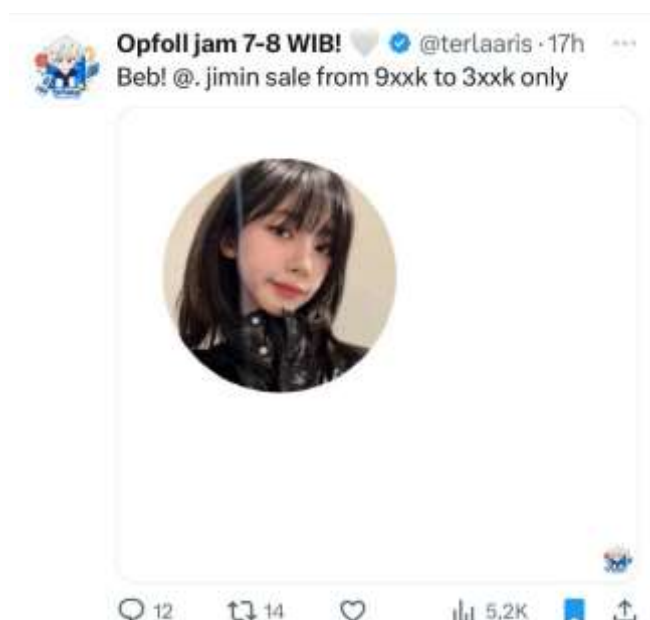 Opfoll jam 7-8 WIB! 🤍 @terlaaris · 17h
Beb! @. jimin sale from 9xxk to 3xxk only
12 14 5.2K